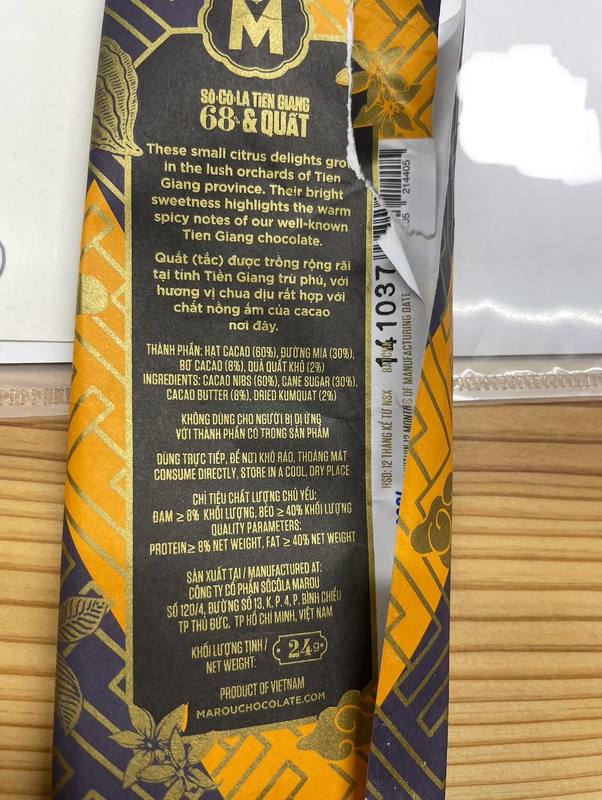 M
SÔ-CÔ-LA TIỀN GIANG
68% & QUẤT
These small citrus delights gro
in the lush orchards of Tien
Giang province. Their bright
sweetness highlights the warm
spicy notes of our well-known
Tien Giang chocolate.
Quất (tắc) được trồng rộng rãi
tại tỉnh Tiền Giang trù phú, với
hương vị chua dịu rất hợp với
chất nồng ấm của cacao
nơi đây.
THÀNH PHẦN: HẠT CACAO (60%), ĐƯỜNG MÍA (30%),
BƠ CACAO (8%), QUẢ QUẤT KHÔ (2%)
INGREDIENTS: CACAO NIBS (60%), CANE SUGAR (30%),
CACAO BUTTER (8%), DRIED KUMQUAT (2%)
KHÔNG DÙNG CHO NGƯỜI BỊ DỊ ỨNG
VỚI THÀNH PHẦN CÓ TRONG SẢN PHẨM
DÙNG TRỰC TIẾP, ĐỂ NƠI KHÔ RÁO, THOÁNG MÁT
CONSUME DIRECTLY, STORE IN A COOL, DRY PLACE
CHỈ TIÊU CHẤT LƯỢNG CHỦ YẾU:
ĐẠM ≥ 8% KHỐI LƯỢNG, BÉO ≥ 40% KHỐI LƯỢNG
QUALITY PARAMETERS:
PROTEIN ≥ 8% NET WEIGHT, FAT ≥ 40% NET WEIGHT
SẢN XUẤT TẠI / MANUFACTURED AT:
CÔNG TY CỔ PHẦN SÔCÔLA MAROU
SỐ 120/4, ĐƯỜNG SỐ 13, K.P. 4, P. BÌNH CHIỂU
TP THỦ ĐỨC, TP HỒ CHÍ MINH, VIỆT NAM
KHỐI LƯỢNG TỊNH /
NET WEIGHT:
24g
PRODUCT OF VIETNAM
MAROUCHOCOLATE.COM
05 214405
141037
HSD: 12 THÁNG KỂ TỪ NSX
12 MONTHS OF MANUFACTURING DATE